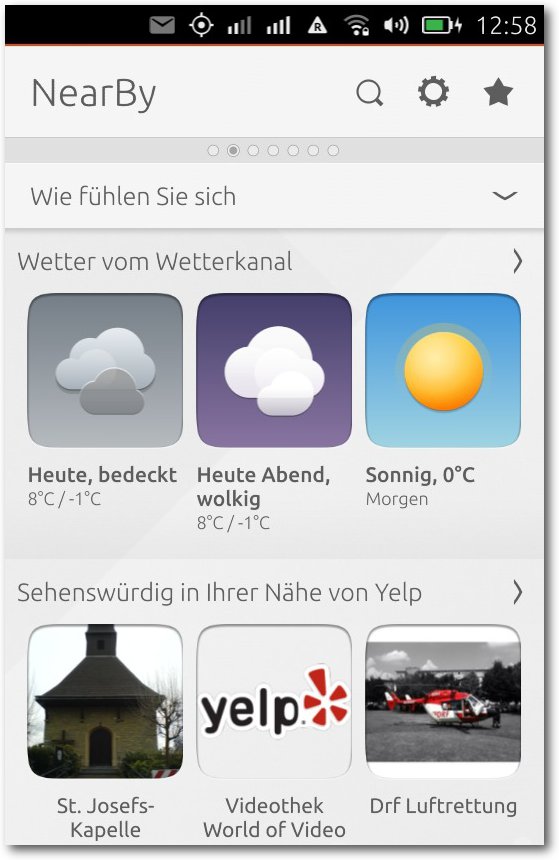 R
12:58
NearBy
Wie fühlen Sie sich
Wetter vom Wetterkanal
Heute, bedeckt
8°C / -1°C
Heute Abend,
wolkig
8°C / -1°C
Sonnig, 0°C
Morgen
Sehenswürdig in Ihrer Nähe von Yelp
yelp
St. Josefs-
Kapelle
Videothek
World of Video
Drf Luftrettung